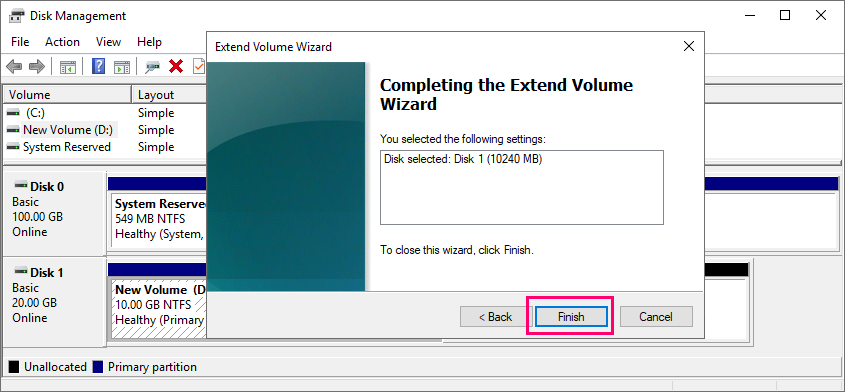 Disk Management
File Action View Help
Extend Volume Wizard
Completing the Extend Volume
Wizard
You selected the following settings:
Disk selected: Disk 1 (10240 MB)
To close this wizard, click Finish.
< Back Finish Cancel
Volume Layout
(C:) Simple
New Volume (D:) Simple
System Reserved Simple
Disk 0
Basic
100.00 GB
Online
System Reserved
549 MB NTFS
Healthy (System,
Disk 1
Basic
20.00 GB
Online
New Volume (D
10.00 GB NTFS
Healthy (Primary
Unallocated Primary partition